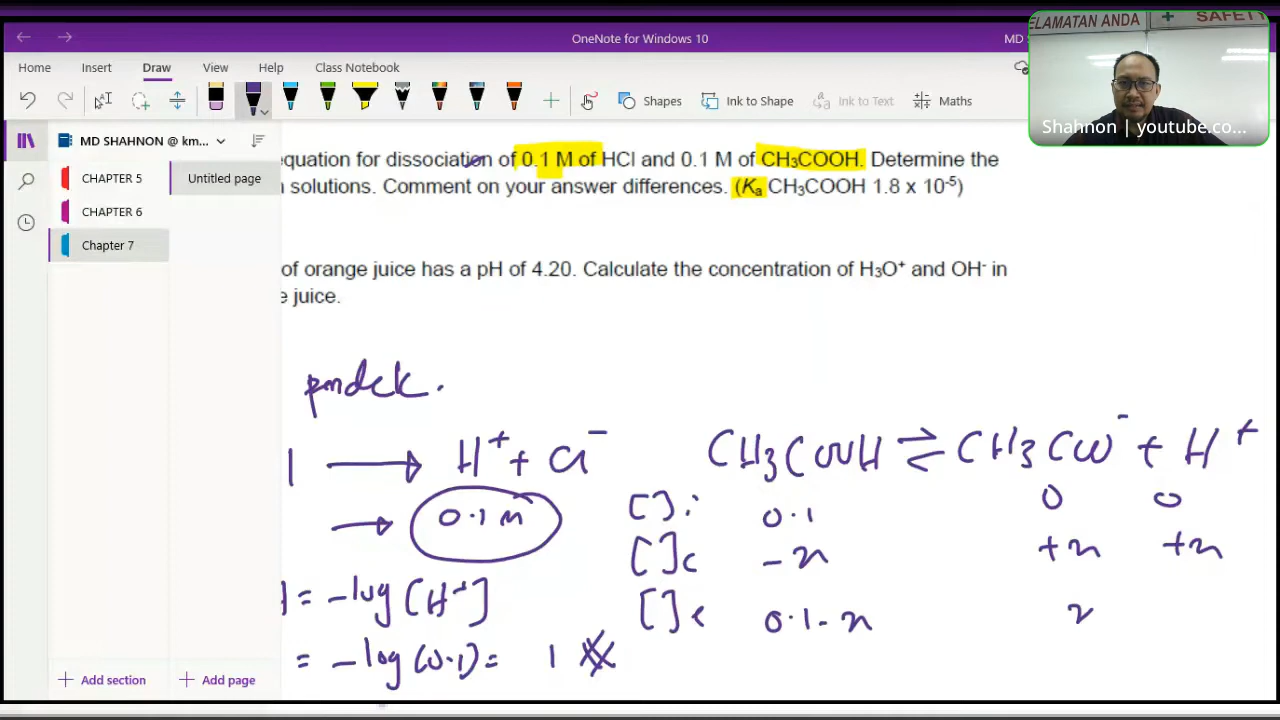 ELAMATAN ANDA + SAFETY
OneNote for Windows 10
MD S
Home Insert Draw View Help Class Notebook
Shapes Ink to Shape Ink to Text Maths
Shahnon | youtube.co...
MD SHAHNON @ km...
CHAPTER 5
CHAPTER 6
Chapter 7
Untitled page
equation for dissociation of 0.1 M of HCl and 0.1 M of CH₃COOH. Determine the
solutions. Comment on your answer differences. (Kₐ CH₃COOH 1.8 x 10⁻⁵)
of orange juice has a pH of 4.20. Calculate the concentration of H₃O⁺ and OH⁻ in
e juice.
pendek.
l → H⁺ + Cl⁻
CH₃COOH ⇌ CH₃COO⁻ + H⁺
→ 0.1 M
[ ]i 0.1 0 0
[ ]c -x +x +x
[ ]e 0.1-x x
= -log [H⁺]
= -log (0.1) = 1
+ Add section + Add page